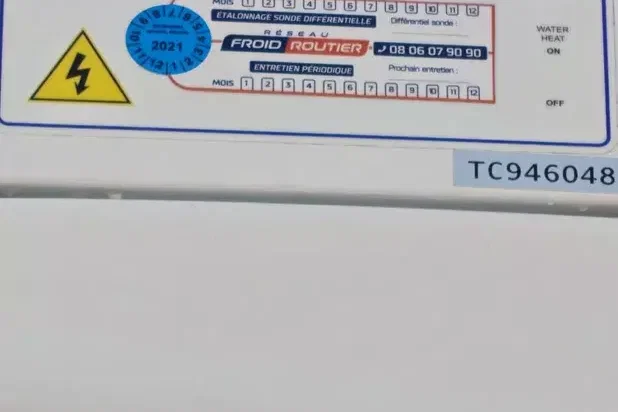 MOIS 1 2 3 4 5 6 7 8 9 10 11 12
ÉTALONNAGE SONDE DIFFÉRENTIELLE
Différentiel sonde :
2021
RÉSEAU
FROID ROUTIER
08 06 07 90 90
ENTRETIEN PÉRIODIQUE
Prochain entretien :
MOIS 1 2 3 4 5 6 7 8 9 10 11 12
WATER
HEAT
ON
OFF
TC946048